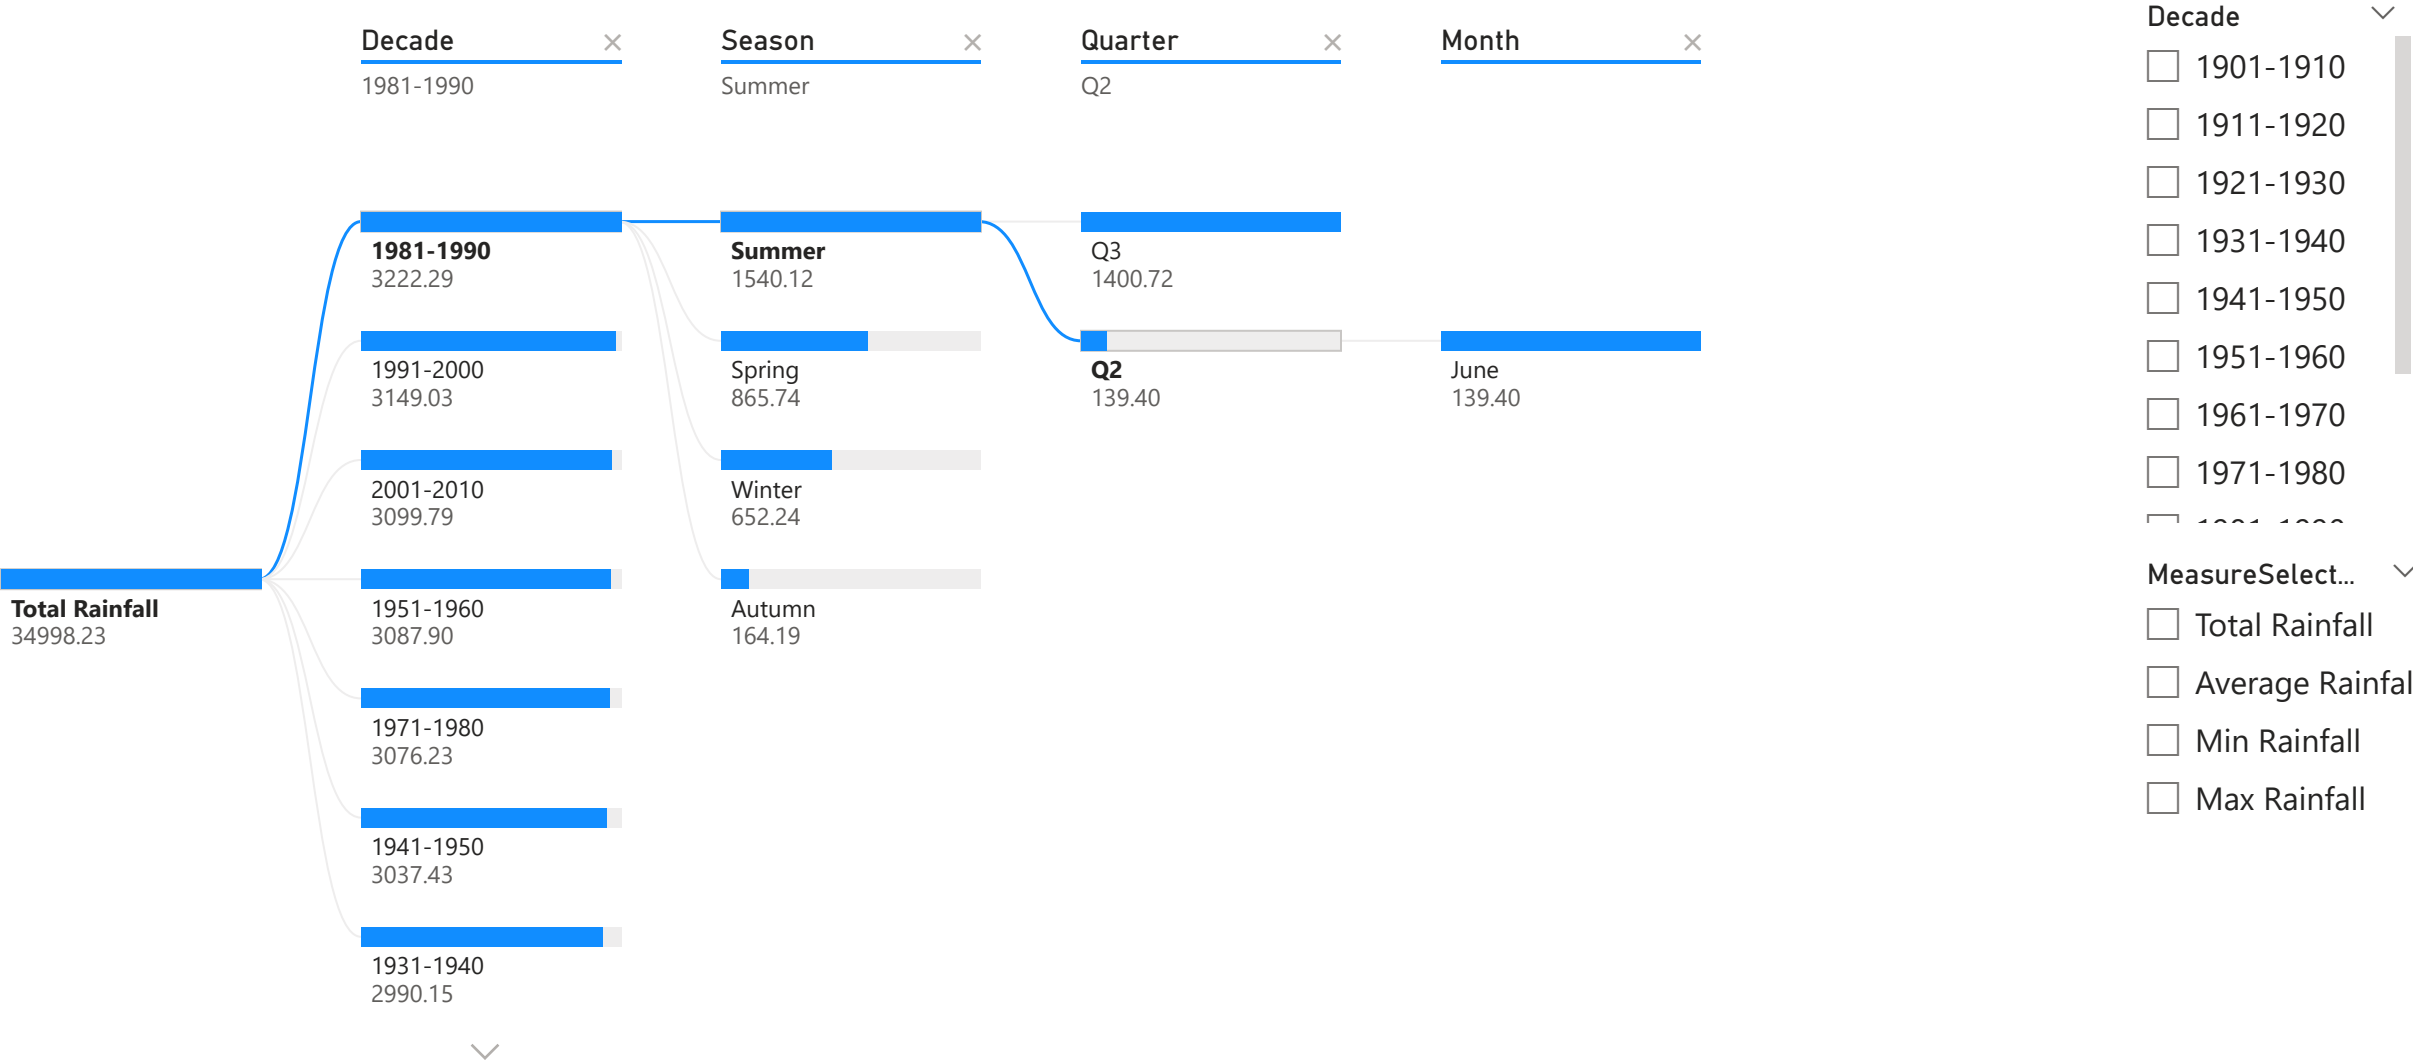 Decade
1981-1990
Season
Summer
Quarter
Q2
Month
Total Rainfall
34998.23
1981-1990
3222.29
1991-2000
3149.03
2001-2010
3099.79
1951-1960
3087.90
1971-1980
3076.23
1941-1950
3037.43
1931-1940
2990.15
Summer
1540.12
Spring
865.74
Winter
652.24
Autumn
164.19
Q3
1400.72
Q2
139.40
June
139.40
Decade
1901-1910
1911-1920
1921-1930
1931-1940
1941-1950
1951-1960
1961-1970
1971-1980
MeasureSelect...
Total Rainfall
Average Rainfal
Min Rainfall
Max Rainfall